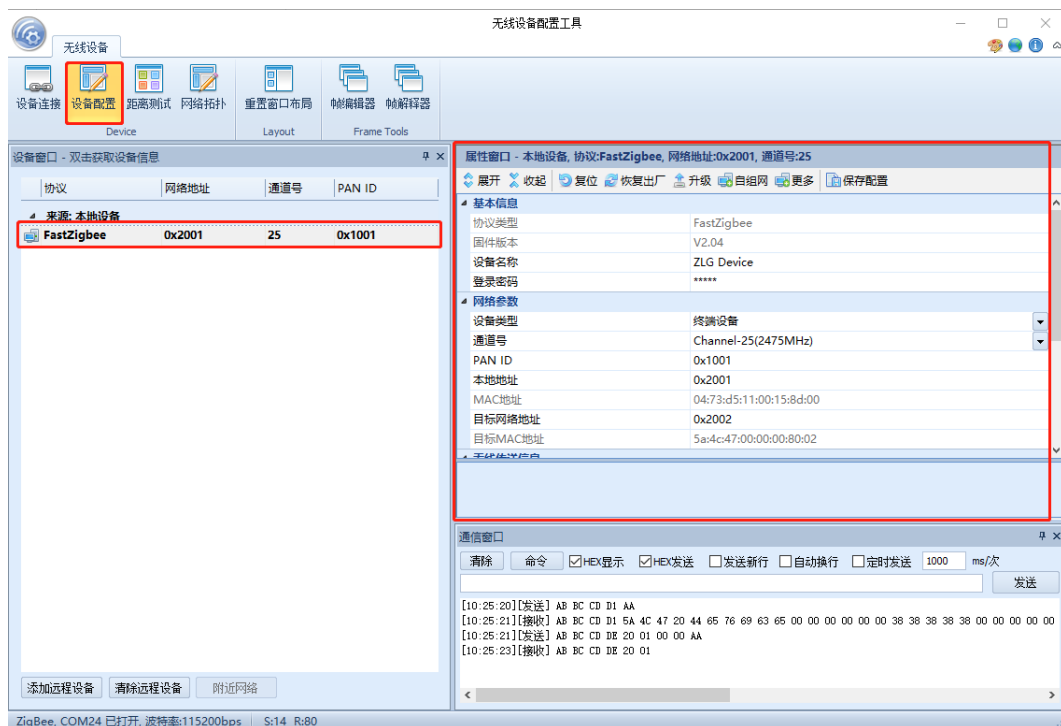 无线设备配置工具
无线设备
设备连接 设备配置 距离测试 网络拓扑 重置窗口布局 帧编辑器 帧解释器
Device Layout Frame Tools
设备窗口 - 双击获取设备信息
协议 网络地址 通道号 PAN ID
来源: 本地设备
FastZigbee 0x2001 25 0x1001
添加远程设备 清除远程设备 附近网络
属性窗口 - 本地设备, 协议:FastZigbee, 网络地址:0x2001, 通道号:25
展开 收起 复位 恢复出厂 升级 自组网 更多 保存配置
基本信息
协议类型 FastZigbee
固件版本 V2.04
设备名称 ZLG Device
登录密码 *****
网络参数
设备类型 终端设备
通道号 Channel-25(2475MHz)
PAN ID 0x1001
本地地址 0x2001
MAC地址 04:73:d5:11:00:15:8d:00
目标网络地址 0x2002
目标MAC地址 5a:4c:47:00:00:00:80:02
无线传送信息
通信窗口
清除 命令 HEX显示 HEX发送 发送新行 自动换行 定时发送 1000 ms/次
发送
[10:25:20][发送] AB BC CD D1 AA
[10:25:21][接收] AB BC CD D1 5A 4C 47 20 44 65 76 69 63 65 00 00 00 00 00 00 38 38 38 38 38 00 00 00 00 00
[10:25:21][发送] AB BC CD DE 20 01 00 00 AA
[10:25:23][接收] AB BC CD DE 20 01
ZigBee, COM24 已打开, 波特率:115200bps S:14 R:80